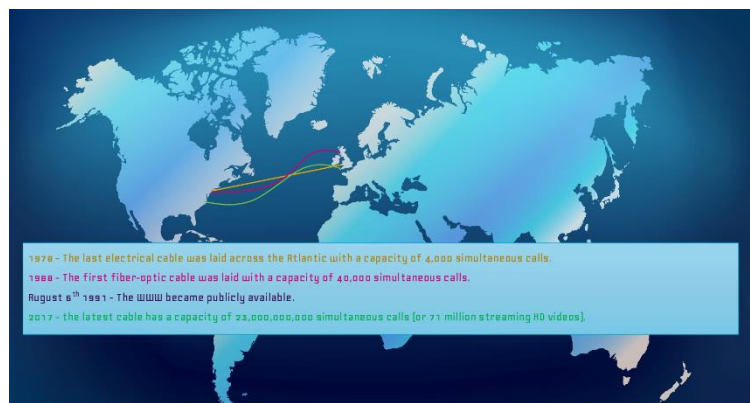 1978 - The last electrical cable was laid across the Atlantic with a capacity of 4,000 simultaneous calls.
1988 - The first fiber-optic cable was laid with a capacity of 40,000 simultaneous calls.
August 6th 1991 - The WWW became publicly available.
2017 - the latest cable has a capacity of 23,000,000,000 simultaneous calls (or 71 million streaming HD videos).